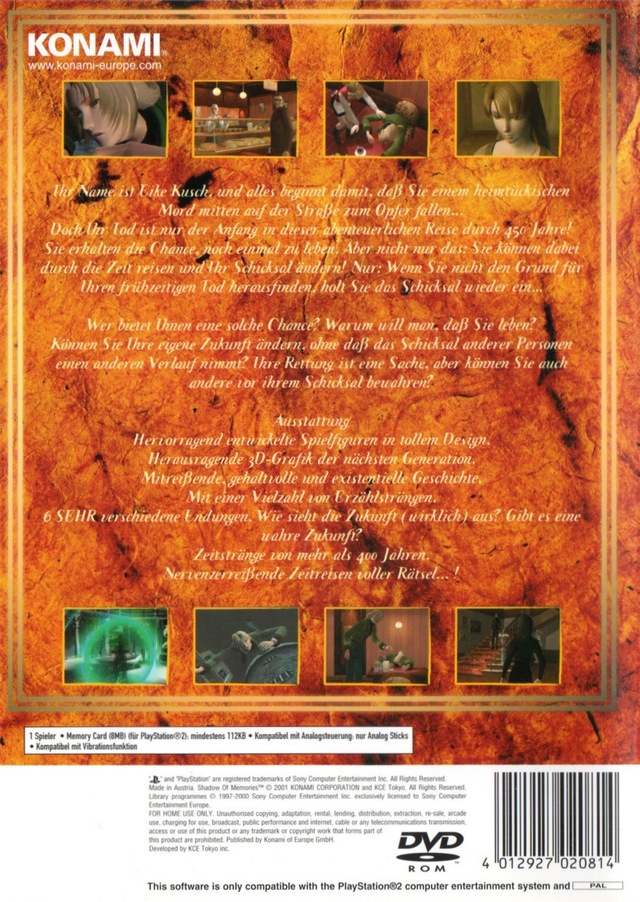 KONAMI®
www.konami-europe.com
Ihr Name ist Eike Kusch, und alles beginnt damit, daß Sie einem heimtückischen
Mord mitten auf der Straße zum Opfer fallen...
Doch Ihr Tod ist nur der Anfang in dieser abenteuerlichen Reise durch 450 Jahre!
Sie erhalten die Chance, noch einmal zu leben. Aber nicht nur das: Sie können dabei
durch die Zeit reisen und Ihr Schicksal ändern! Nur: Wenn Sie nicht den Grund für
Ihren frühzeitigen Tod herausfinden, holt Sie das Schicksal wieder ein...
Wer bietet Ihnen eine solche Chance? Warum will man, daß Sie leben?
Können Sie Ihre eigene Zukunft ändern, ohne daß das Schicksal anderer Personen
einen anderen Verlauf nimmt? Ihre Rettung ist eine Sache, aber können Sie auch
andere vor ihrem Schicksal bewahren?
Ausstattung
Hervorragend entwickelte Spielfiguren in tollem Design.
Herausragende 3D-Grafik der nächsten Generation.
Mitreißende, gehaltvolle und existentielle Geschichte.
Mit einer Vielzahl von Erzählsträngen.
6 SEHR verschiedene Endungen. Wie sieht die Zukunft (wirklich) aus? Gibt es eine
wahre Zukunft?
Zeitstränge von mehr als 400 Jahren.
Nervenzerreißende Zeitreisen voller Rätsel...!
1 Spieler • Memory Card (8MB) (für PlayStation®2): mindestens 112KB • Kompatibel mit Analogsteuerung: nur Analog Sticks
• Kompatibel mit Vibrationsfunktion
" " and "PlayStation" are registered trademarks of Sony Computer Entertainment Inc. All Rights Reserved.
Made in Austria. Shadow Of Memories™ © 2001 KONAMI CORPORATION and KCE Tokyo. All Rights Reserved.
Library programmes © 1997-2000 Sony Computer Entertainment Inc. exclusively licensed to Sony Computer
Entertainment Europe.
FOR HOME USE ONLY. Unauthorised copying, adaptation, rental, lending, distribution, extraction, re-sale, arcade
use, charging for use, broadcast, public performance and internet, cable or any telecommunications transmission,
access or use of this product or any trademark or copyright work that forms part of
this product are prohibited. Published by Konami of Europe GmbH.
Developed by KCE Tokyo inc.
DVD™
ROM
4 012927 020814
This software is only compatible with the PlayStation®2 computer entertainment system and PAL